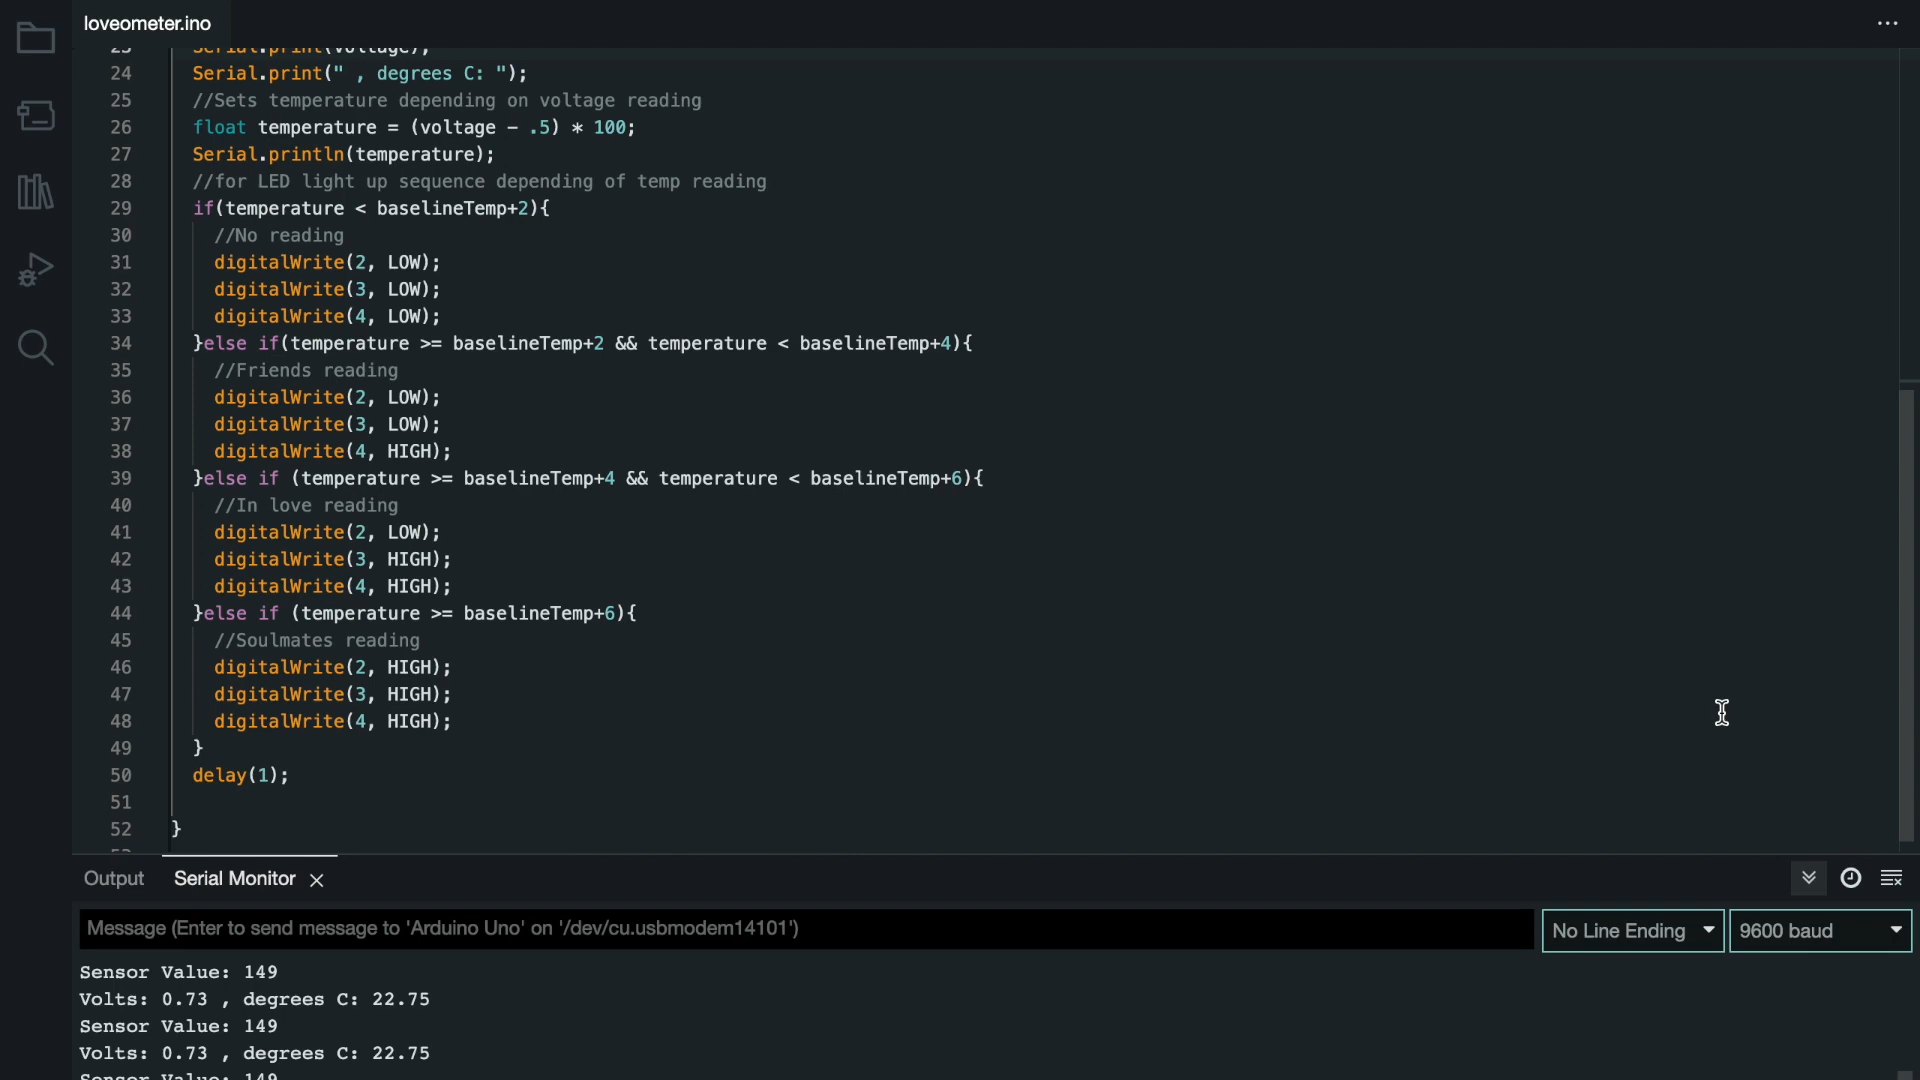 loveometer.ino
23 Serial.print(voltage);
24 Serial.print(" , degrees C: ");
25 //Sets temperature depending on voltage reading
26 float temperature = (voltage - .5) * 100;
27 Serial.println(temperature);
28 //for LED light up sequence depending of temp reading
29 if(temperature < baselineTemp+2){
30 //No reading
31 digitalWrite(2, LOW);
32 digitalWrite(3, LOW);
33 digitalWrite(4, LOW);
34 }else if(temperature >= baselineTemp+2 && temperature < baselineTemp+4){
35 //Friends reading
36 digitalWrite(2, LOW);
37 digitalWrite(3, LOW);
38 digitalWrite(4, HIGH);
39 }else if (temperature >= baselineTemp+4 && temperature < baselineTemp+6){
40 //In love reading
41 digitalWrite(2, LOW);
42 digitalWrite(3, HIGH);
43 digitalWrite(4, HIGH);
44 }else if (temperature >= baselineTemp+6){
45 //Soulmates reading
46 digitalWrite(2, HIGH);
47 digitalWrite(3, HIGH);
48 digitalWrite(4, HIGH);
49 }
50 delay(1);
51
52 }
Output Serial Monitor
Message (Enter to send message to 'Arduino Uno' on '/dev/cu.usbmodem14101') No Line Ending 9600 baud
Sensor Value: 149
Volts: 0.73 , degrees C: 22.75
Sensor Value: 149
Volts: 0.73 , degrees C: 22.75
Sensor Value: 149